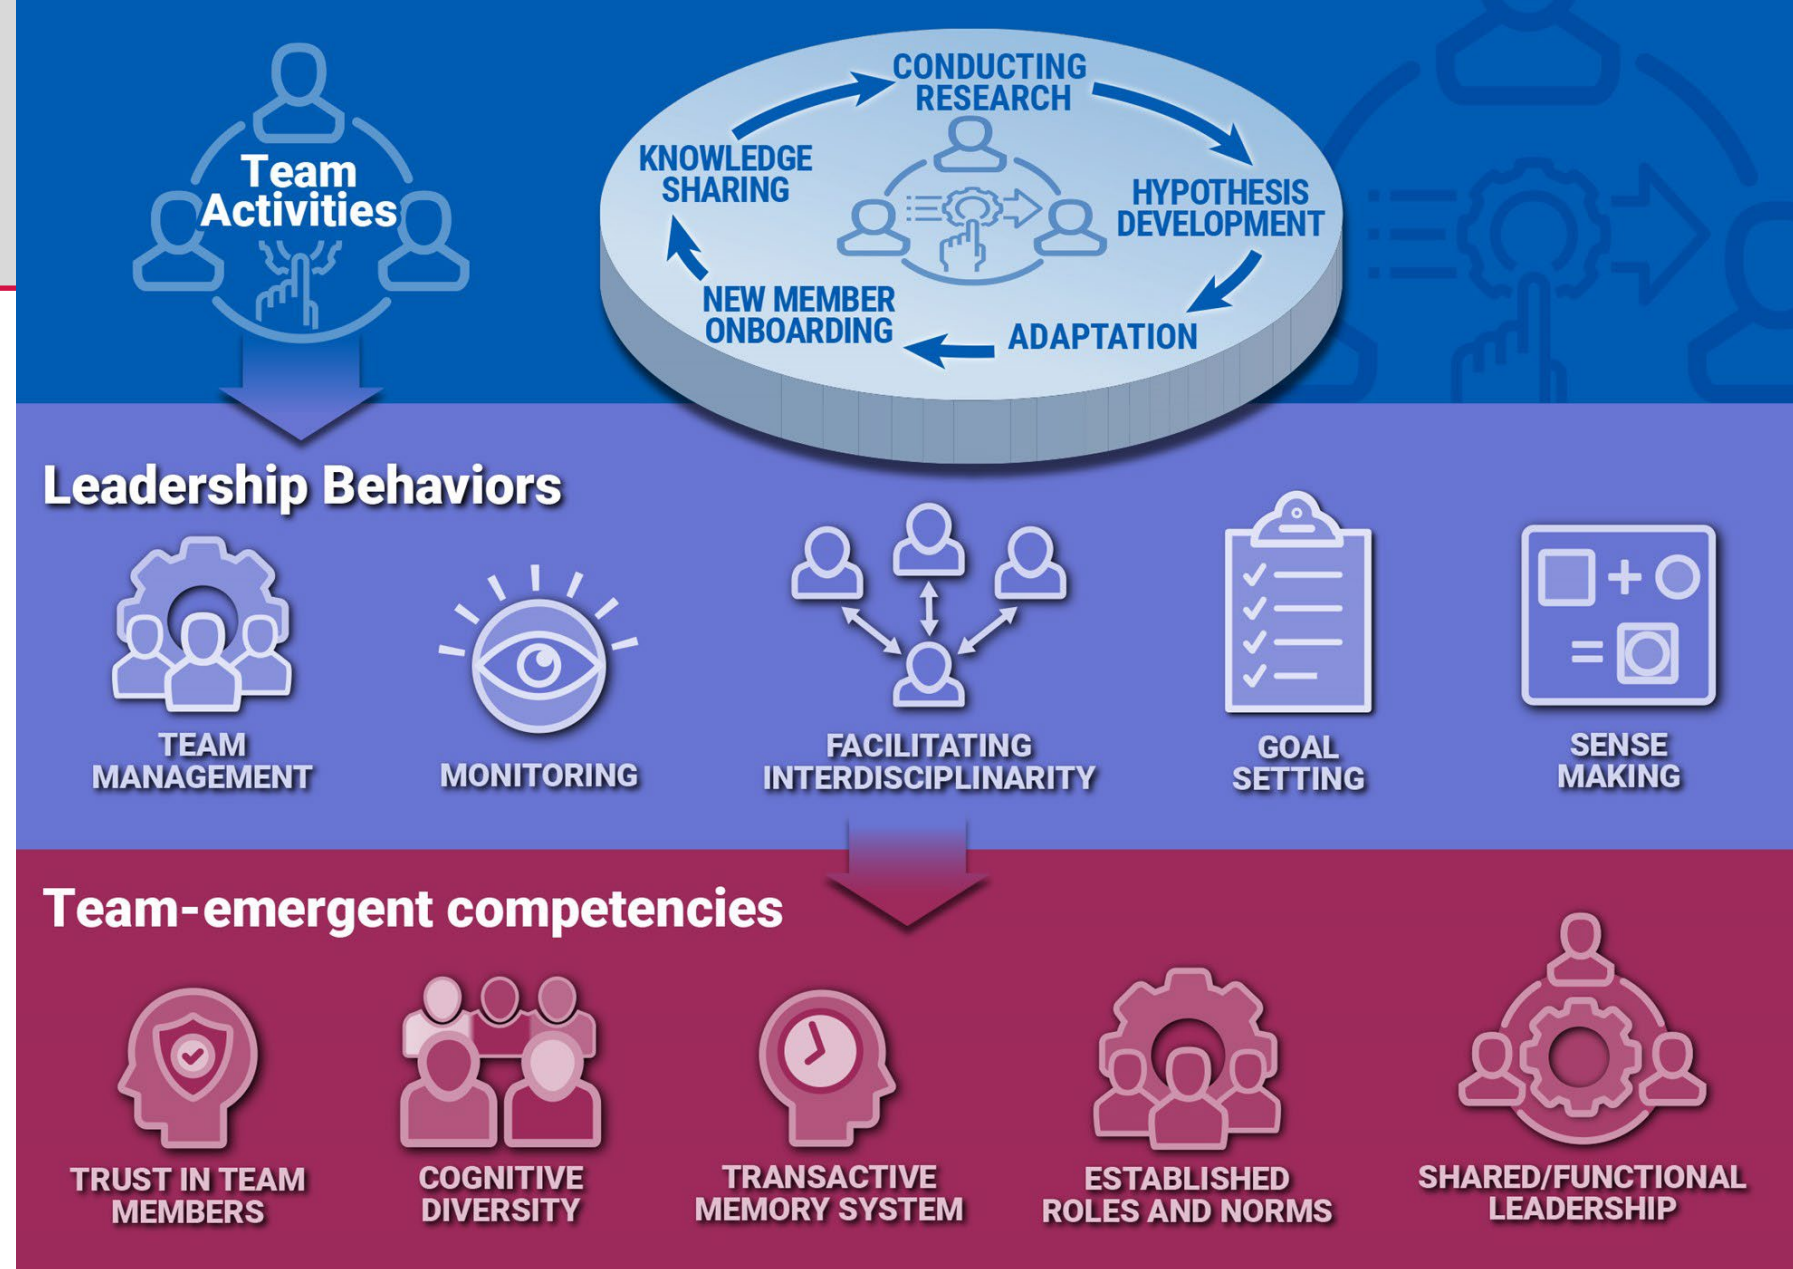 Team
Activities
CONDUCTING
RESEARCH
HYPOTHESIS
DEVELOPMENT
ADAPTATION
NEW MEMBER
ONBOARDING
KNOWLEDGE
SHARING
Leadership Behaviors
TEAM
MANAGEMENT
MONITORING
FACILITATING
INTERDISCIPLINARITY
GOAL
SETTING
SENSE
MAKING
Team-emergent competencies
TRUST IN TEAM
MEMBERS
COGNITIVE
DIVERSITY
TRANSACTIVE
MEMORY SYSTEM
ESTABLISHED
ROLES AND NORMS
SHARED/FUNCTIONAL
LEADERSHIP